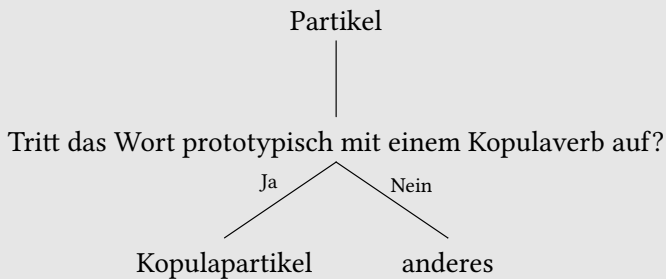 Partikel
Tritt das Wort prototypisch mit einem Kopulaverb auf?
Ja Nein
Kopulapartikel anderes